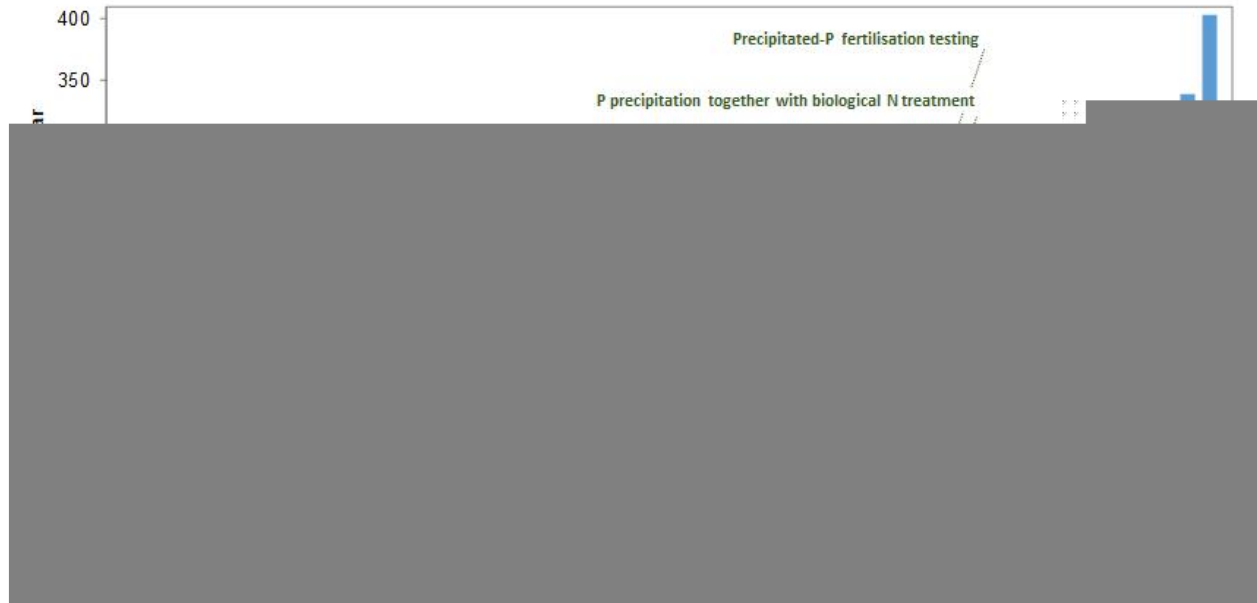 400
Precipitated-P fertilisation testing
350
P precipitation together with biological N treatment